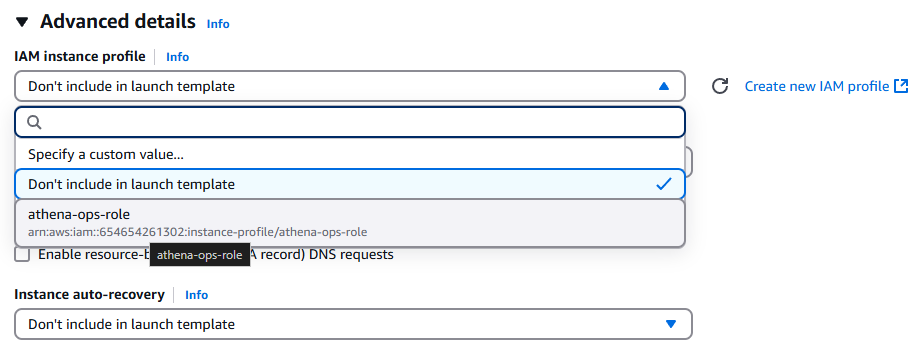 Advanced details Info
IAM instance profile Info
Don't include in launch template
Create new IAM profile
Specify a custom value...
Don't include in launch template
athena-ops-role
arn:aws:iam::654654261302:instance-profile/athena-ops-role
Enable resource-b A record) DNS requests
athena-ops-role
Instance auto-recovery Info
Don't include in launch template